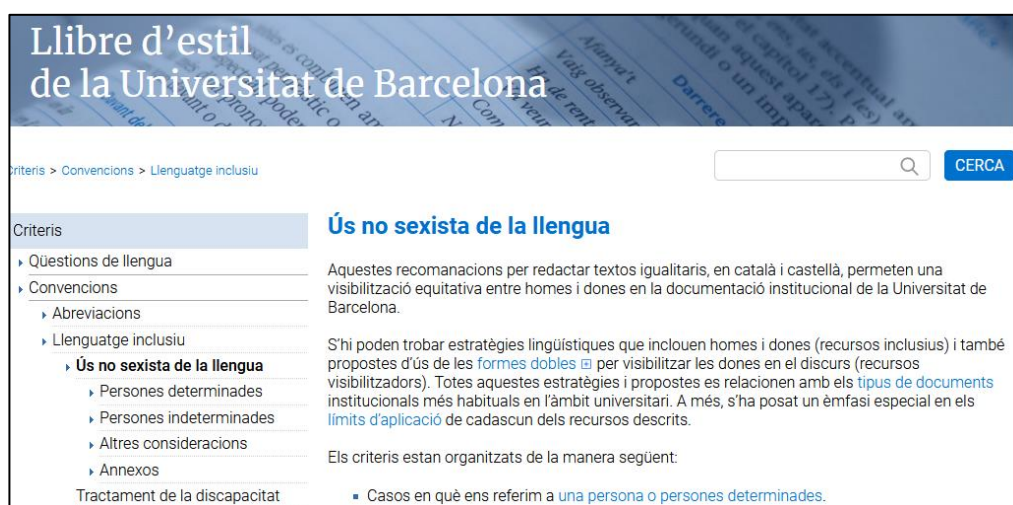 Llibre d'estil
de la Universitat de Barcelona
Criteris > Convencions > Llenguatge inclusiu
CERCA
Criteris
Qüestions de llengua
Convencions
Abreviacions
Llenguatge inclusiu
Ús no sexista de la llengua
Persones determinades
Persones indeterminades
Altres consideracions
Annexos
Tractament de la discapacitat
Ús no sexista de la llengua
Aquestes recomanacions per redactar textos igualitaris, en català i castellà, permeten una
visibilització equitativa entre homes i dones en la documentació institucional de la Universitat de
Barcelona.
S'hi poden trobar estratègies lingüístiques que inclouen homes i dones (recursos inclusius) i també
propostes d'ús de les formes dobles per visibilitzar les dones en el discurs (recursos
visibilitzadors). Totes aquestes estratègies i propostes es relacionen amb els tipus de documents
institucionals més habituals en l'àmbit universitari. A més, s'ha posat un èmfasi especial en els
límits d'aplicació de cadascun dels recursos descrits.
Els criteris estan organitzats de la manera següent:
Casos en què ens referim a una persona o persones determinades.